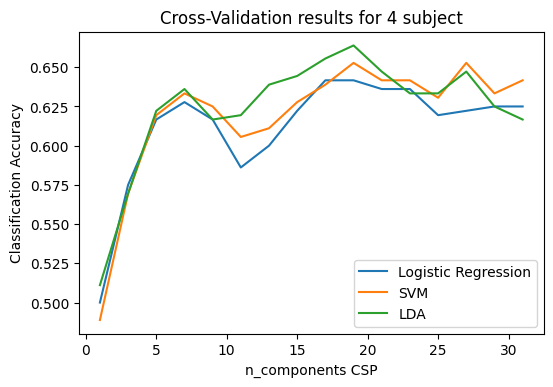 Cross-Validation results for 4 subject
Classification Accuracy
0.650
0.625
0.600
0.575
0.550
0.525
0.500
0
5
10
15
20
25
30
n_components CSP
Logistic Regression
SVM
LDA